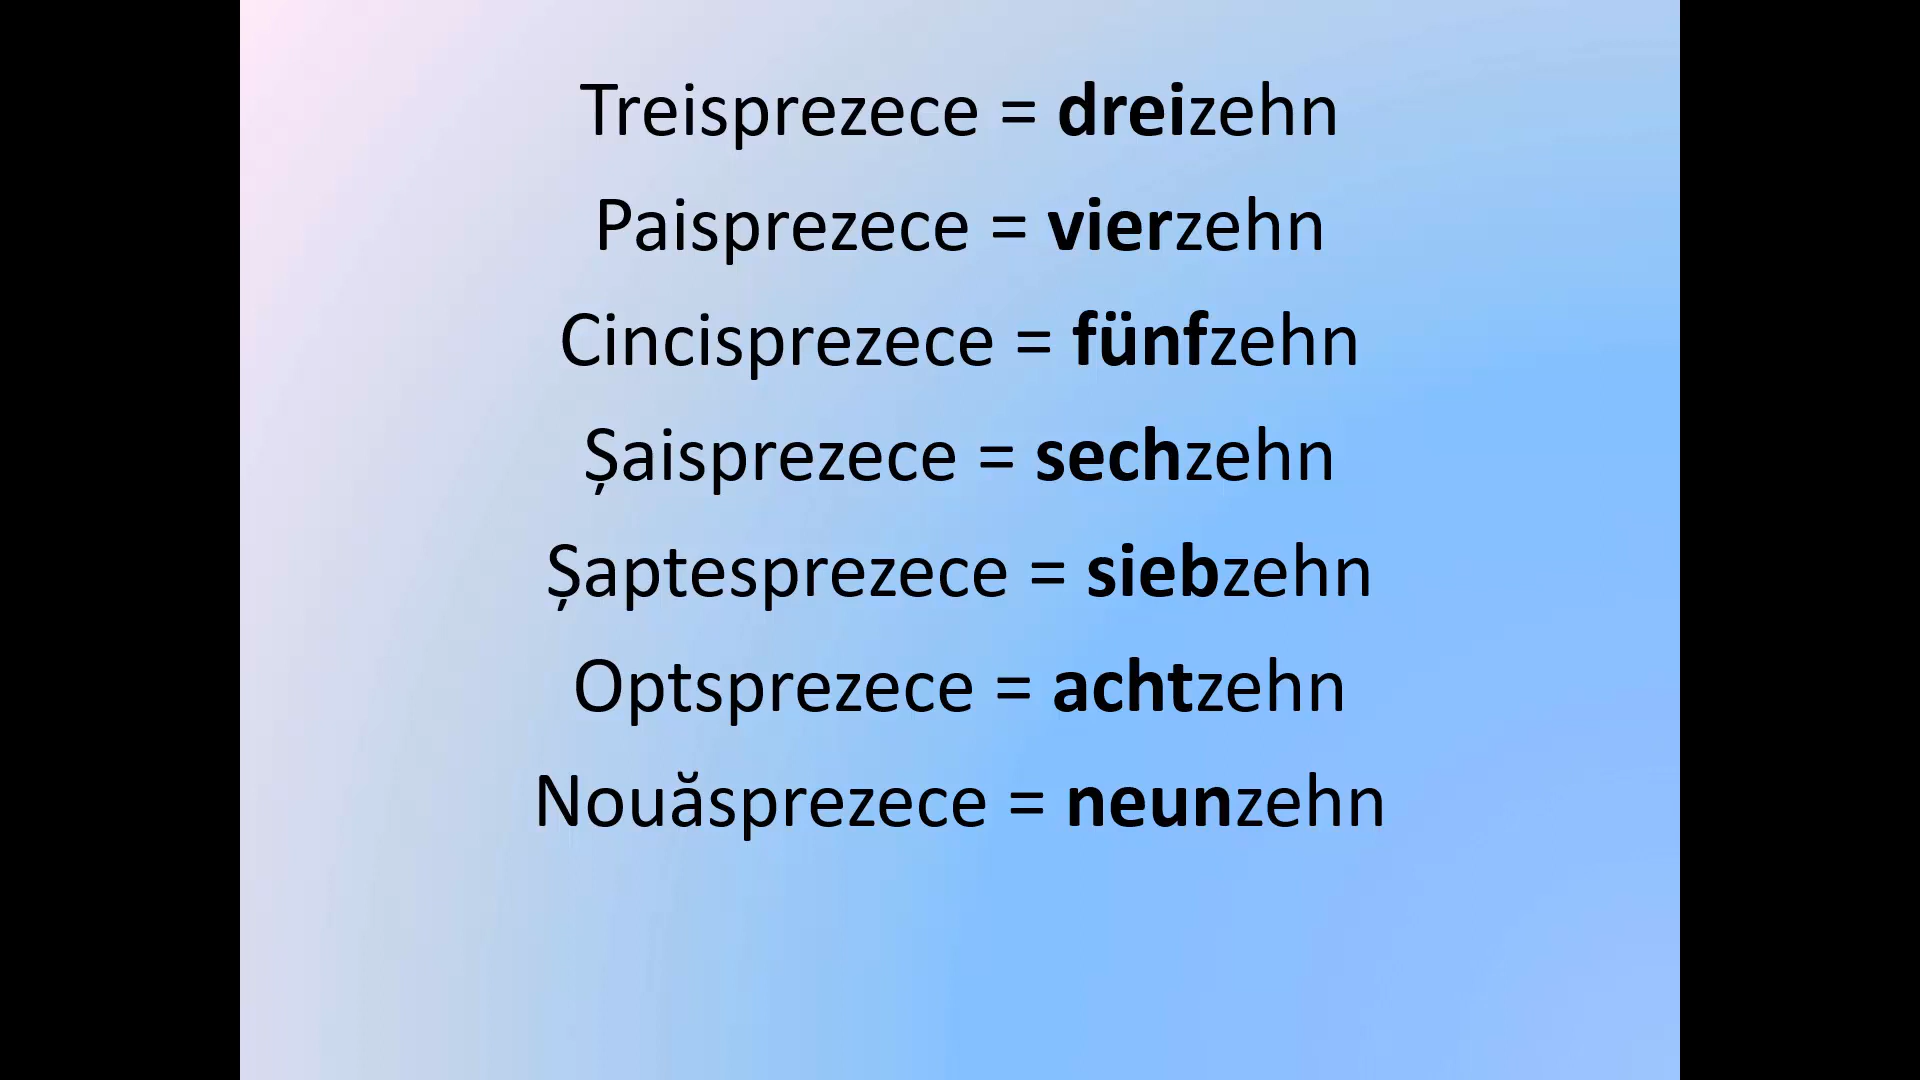 Treisprezece = dreizehn
Paisprezece = vierzehn
Cincisprezece = fünfzehn
Șaisprezece = sechzehn
Șaptesprezece = siebzehn
Optsprezece = achtzehn
Nouăsprezece = neunzehn